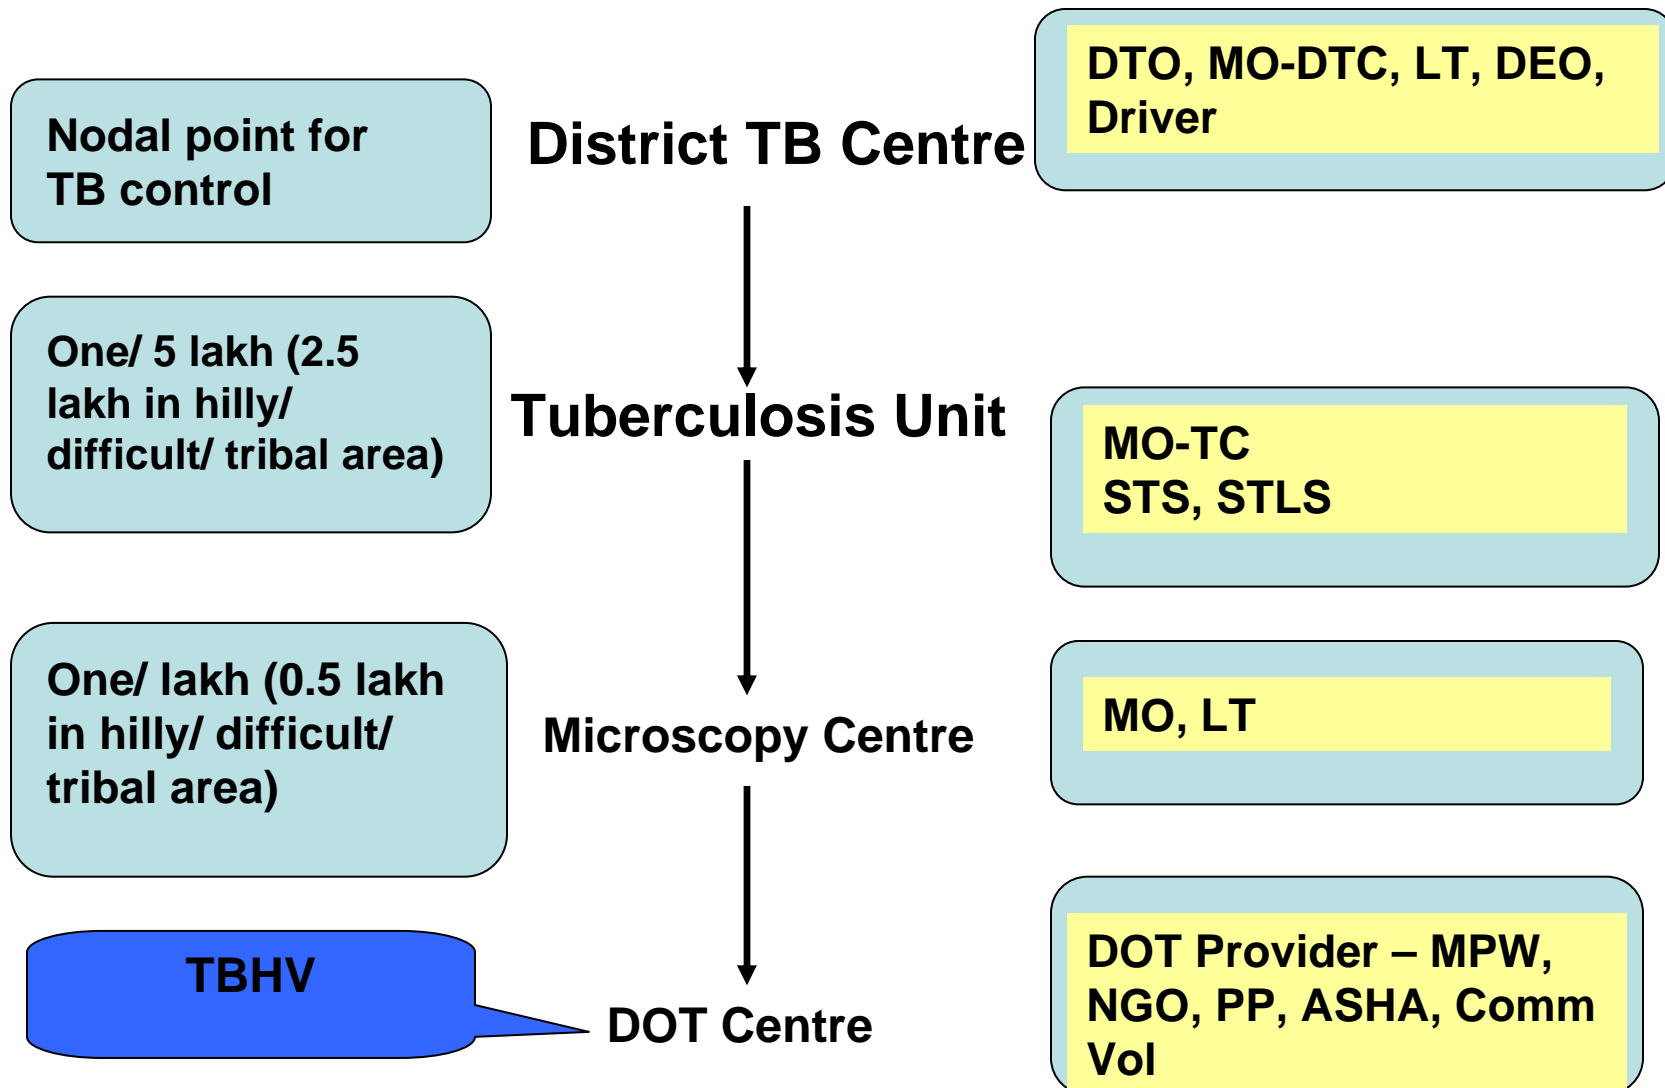 Nodal point for
TB control
District TB Centre
DTO, MO-DTC, LT, DEO,
Driver
One/ 5 lakh (2.5
lakh in hilly/
difficult/ tribal area)
Tuberculosis Unit
MO-TC
STS, STLS
One/ lakh (0.5 lakh
in hilly/ difficult/
tribal area)
Microscopy Centre
MO, LT
TBHV
DOT Centre
DOT Provider – MPW,
NGO, PP, ASHA, Comm
Vol